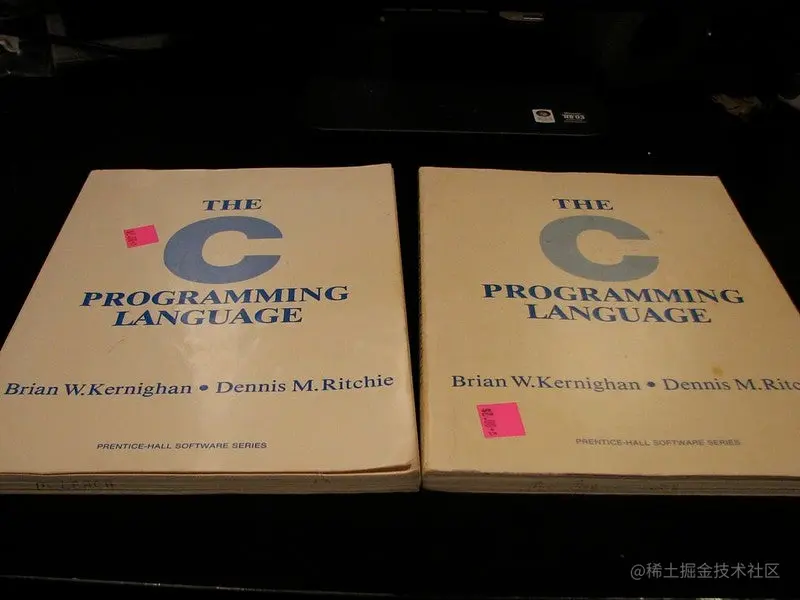 THE
C
PROGRAMMING
LANGUAGE
Brian W. Kernighan • Dennis M. Ritchie
PRENTICE-HALL SOFTWARE SERIES
THE
C
PROGRAMMING
LANGUAGE
Brian W. Kernighan • Dennis M. Ritc
PRENTICE-HALL SOFTWARE SERIES
LEACH
@稀土掘金技术社区